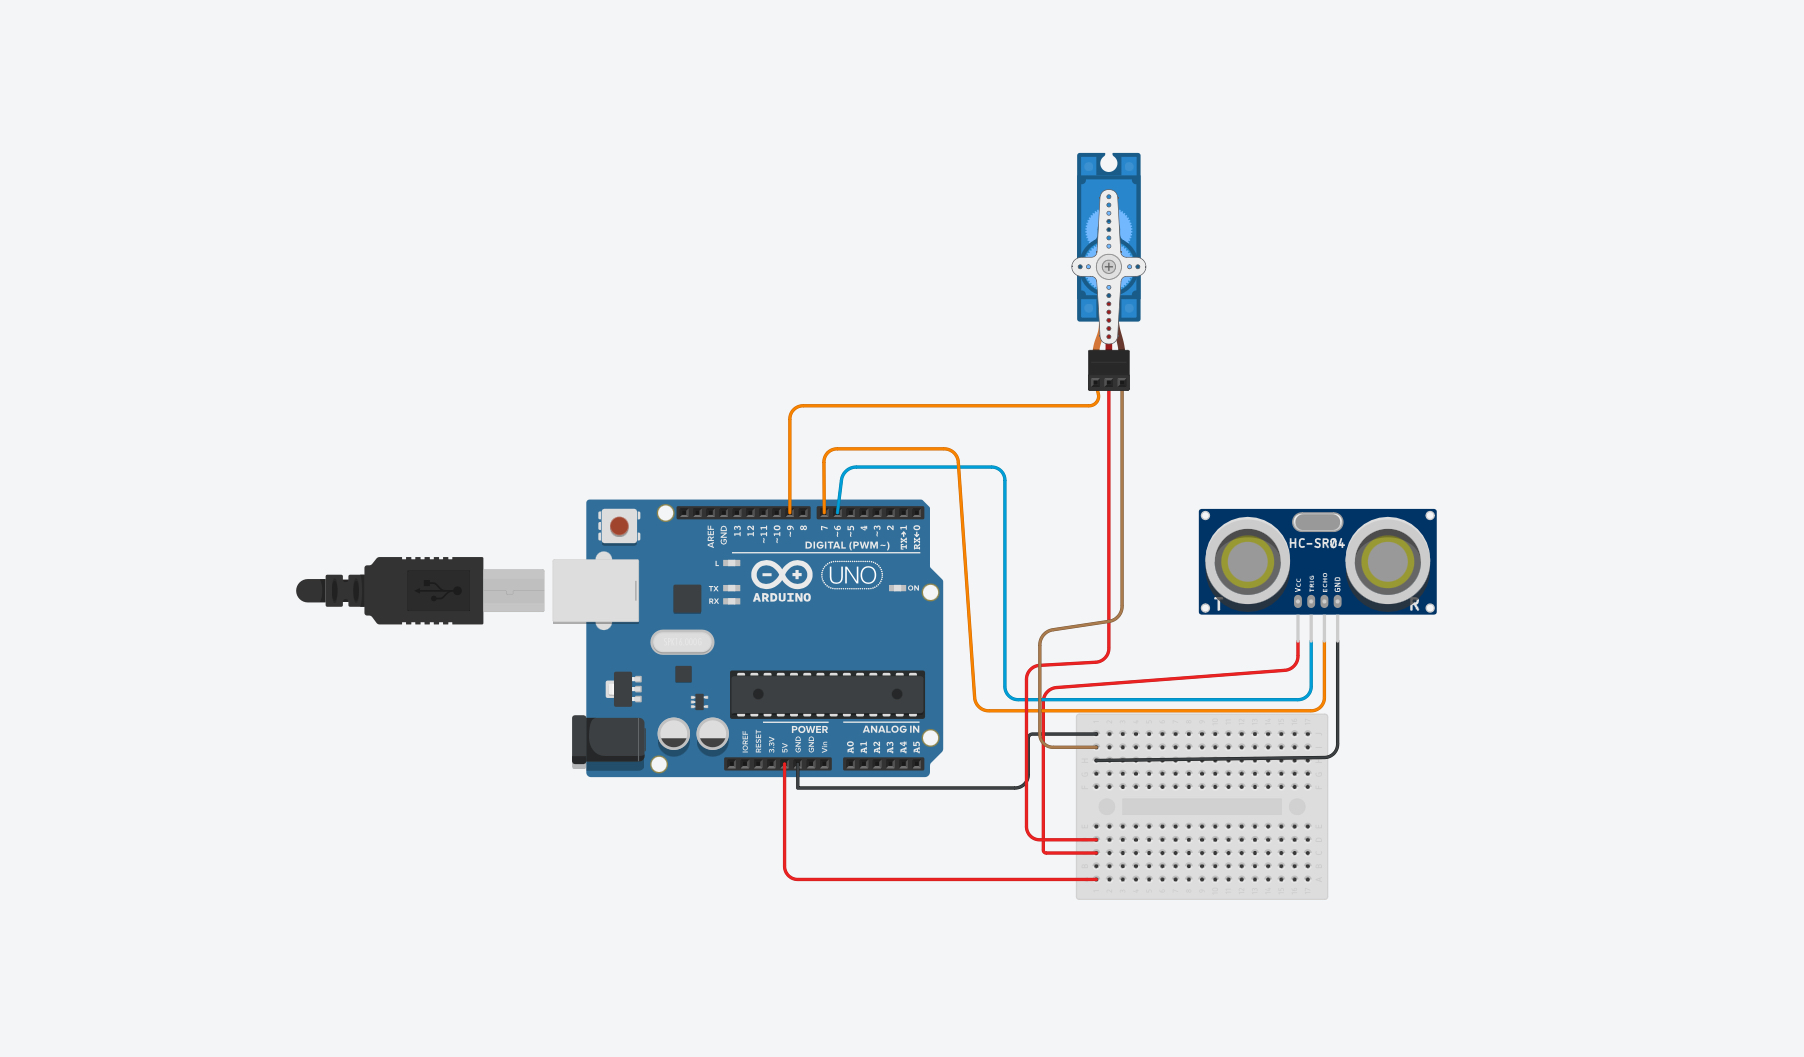 AREF
GND
13
12
~11
~10
~9
8
7
~6
~5
4
~3
2
TX→1
RX←0
DIGITAL (PWM~)
L
TX
RX
ARDUINO
UNO
ON
HC-SR04
VCC
TRIG
ECHO
GND
T
R
POWER
ANALOG IN
IOREF
RESET
3.3V
5V
GND
GND
Vin
A0
A1
A2
A3
A4
A5